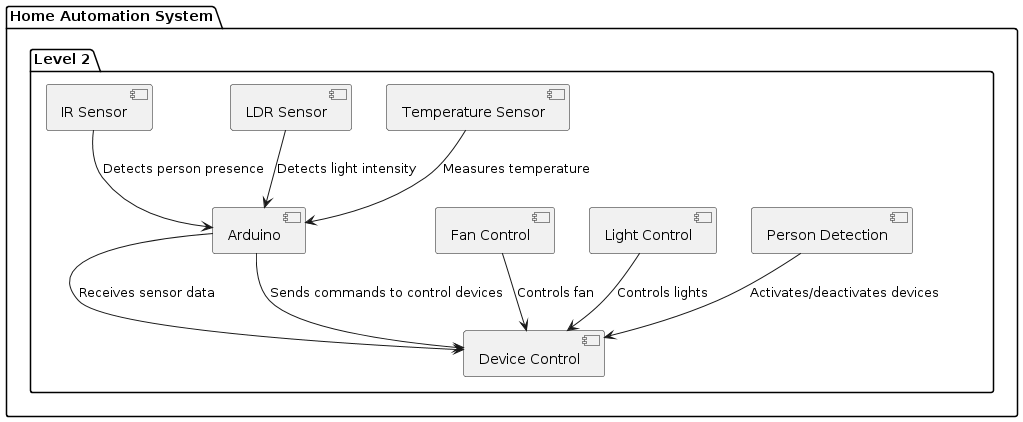 Home Automation System
Level 2
IR Sensor
LDR Sensor
Temperature Sensor
Detects person presence
Detects light intensity
Measures temperature
Arduino
Fan Control
Light Control
Person Detection
Receives sensor data
Sends commands to control devices
Controls fan
Controls lights
Activates/deactivates devices
Device Control